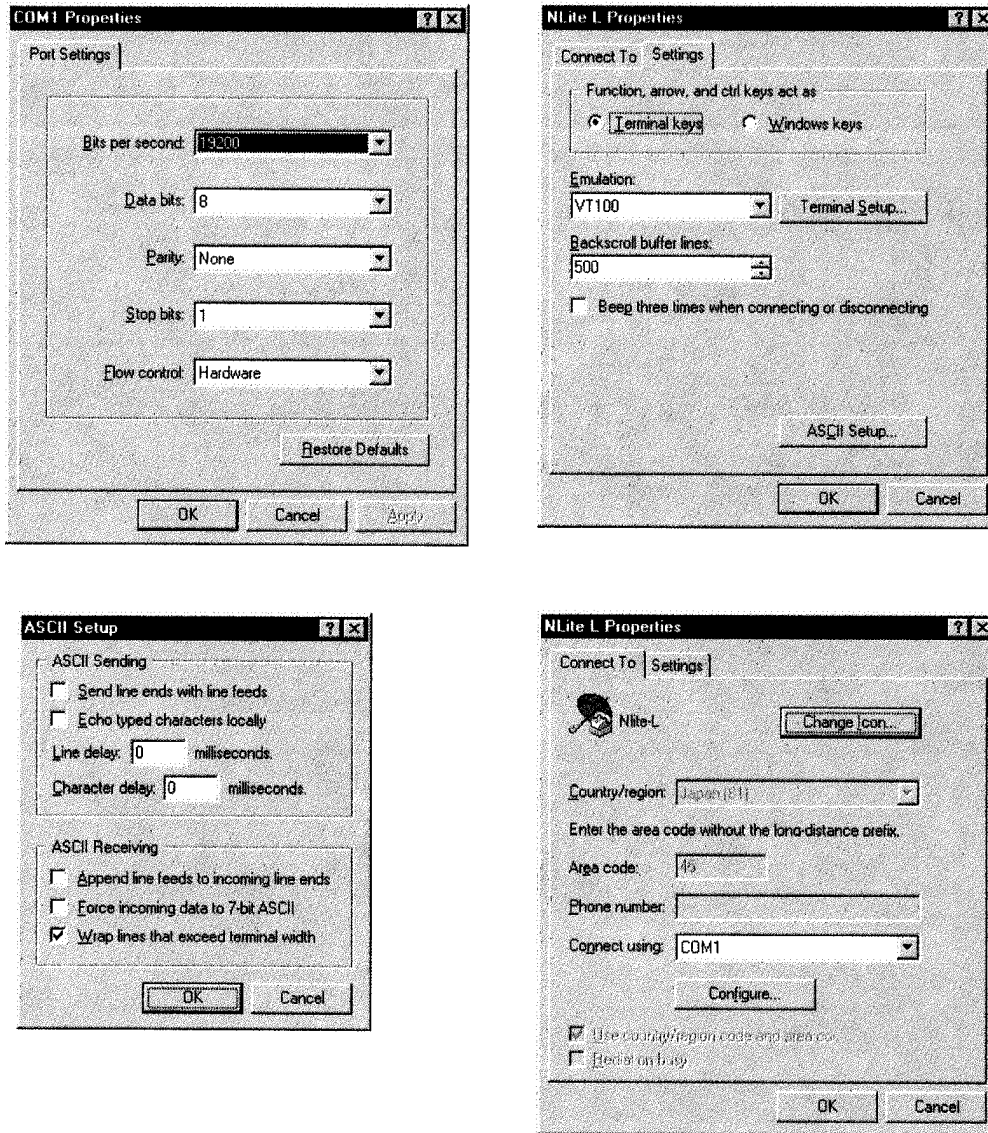 COM1 Properties
Port Settings
Bits per second: 19200
Data bits: 8
Parity: None
Stop bits: 1
Flow control: Hardware
Restore Defaults
OK Cancel Apply
NLite L Properties
Connect To Settings
Function, arrow, and ctrl keys act as
Terminal keys Windows keys
Emulation:
VT100 Terminal Setup...
Backscroll buffer lines:
500
Beep three times when connecting or disconnecting
ASCII Setup...
OK Cancel
ASCII Setup
ASCII Sending
Send line ends with line feeds
Echo typed characters locally
Line delay: 0 milliseconds.
Character delay: 0 milliseconds.
ASCII Receiving
Append line feeds to incoming line ends
Force incoming data to 7-bit ASCII
Wrap lines that exceed terminal width
OK Cancel
NLite L Properties
Connect To Settings
Nlite-L Change Icon...
Country/region: Japan (81)
Enter the area code without the long-distance prefix.
Area code: 45
Phone number:
Connect using: COM1
Configure...
Use country/region code and area co
Redial on busy
OK Cancel